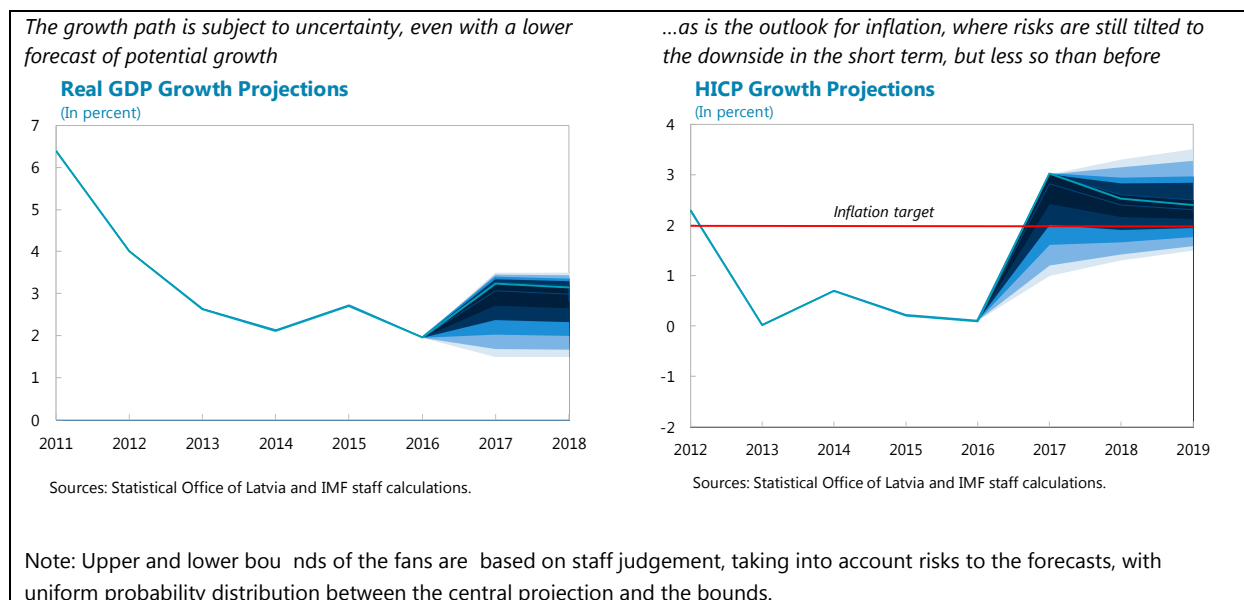 The growth path is subject to uncertainty, even with a lower
forecast of potential growth
Real GDP Growth Projections
(In percent)
7
6
5
4
3
2
1
0
2011 2012 2013 2014 2015 2016 2017 2018
Sources: Statistical Office of Latvia and IMF staff calculations.
...as is the outlook for inflation, where risks are still tilted to
the downside in the short term, but less so than before
HICP Growth Projections
(In percent)
4
3
Inflation target
2
1
0
-1
-2
2012 2013 2014 2015 2016 2017 2018 2019
Sources: Statistical Office of Latvia and IMF staff calculations.
Note: Upper and lower bou nds of the fans are based on staff judgement, taking into account risks to the forecasts, with
uniform probability distribution between the central projection and the bounds.